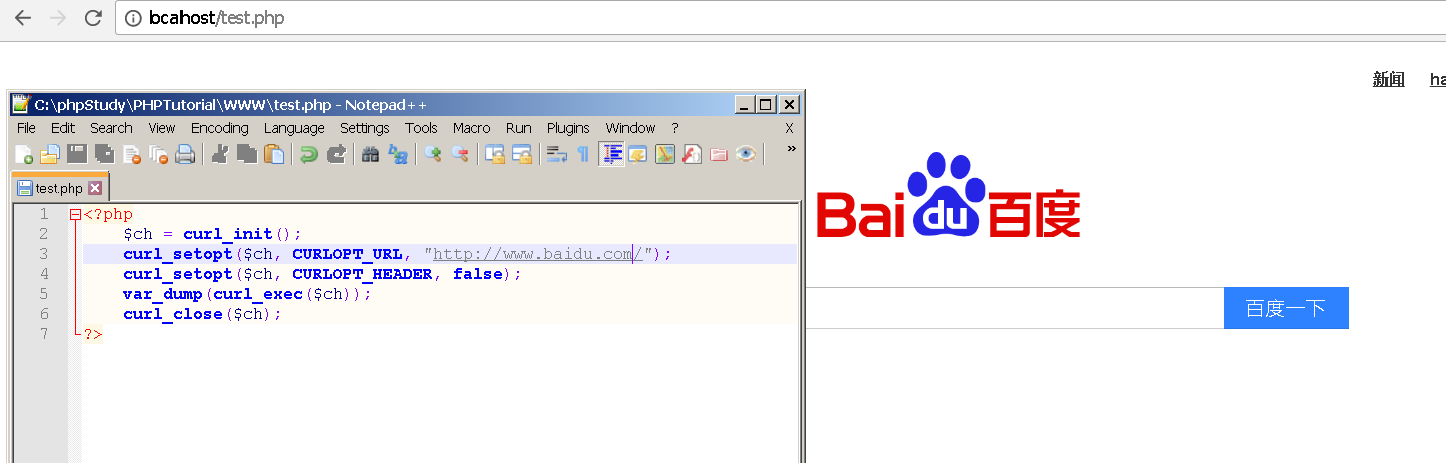 bcahost/test.php
新闻 ha
C:\phpStudy\PHPTutorial\WWW\test.php - Notepad++
File Edit Search View Encoding Language Settings Tools Macro Run Plugins Window ? X
»
test.php
1 <?php
2 $ch = curl_init();
3 curl_setopt($ch, CURLOPT_URL, "http://www.baidu.com/");
4 curl_setopt($ch, CURLOPT_HEADER, false);
5 var_dump(curl_exec($ch));
6 curl_close($ch);
7 ?>
Bai du 百度
百度一下